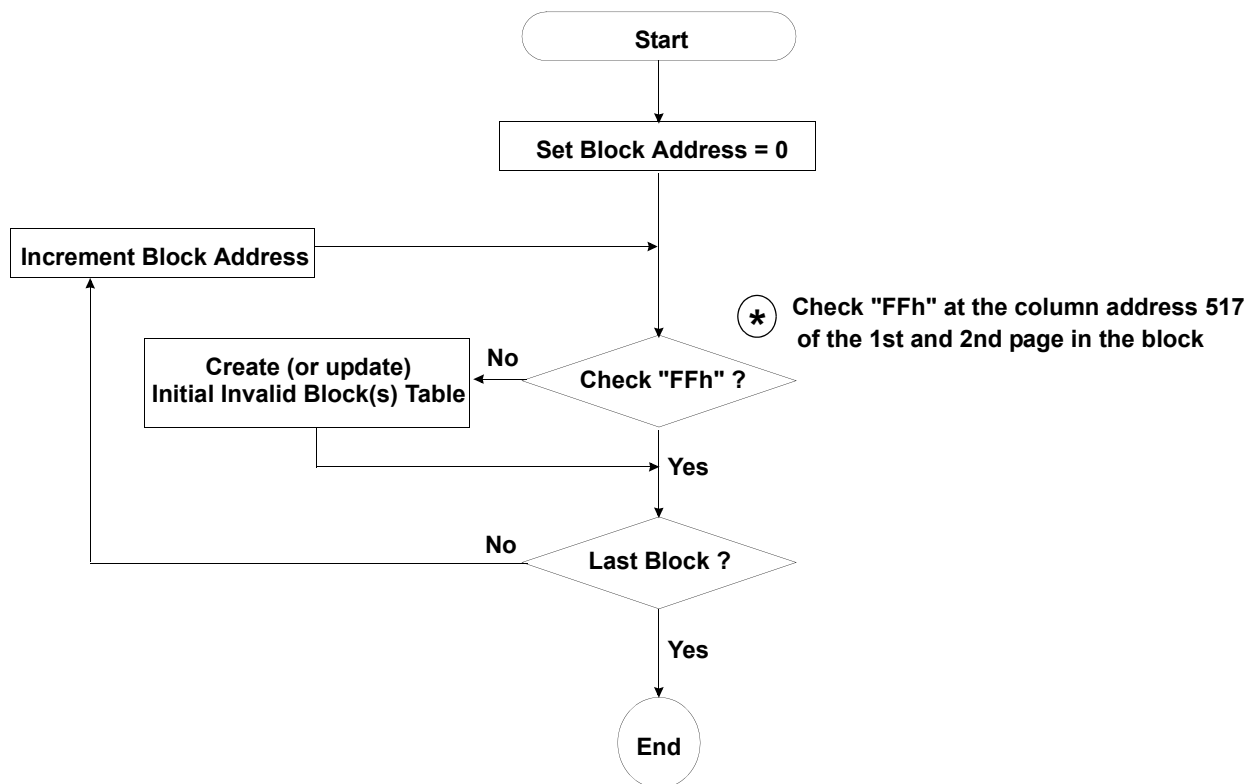 Start
Set Block Address = 0
Increment Block Address
* Check "FFh" at the column address 517
of the 1st and 2nd page in the block
No
Create (or update)
Initial Invalid Block(s) Table
Check "FFh" ?
Yes
No
Last Block ?
Yes
End